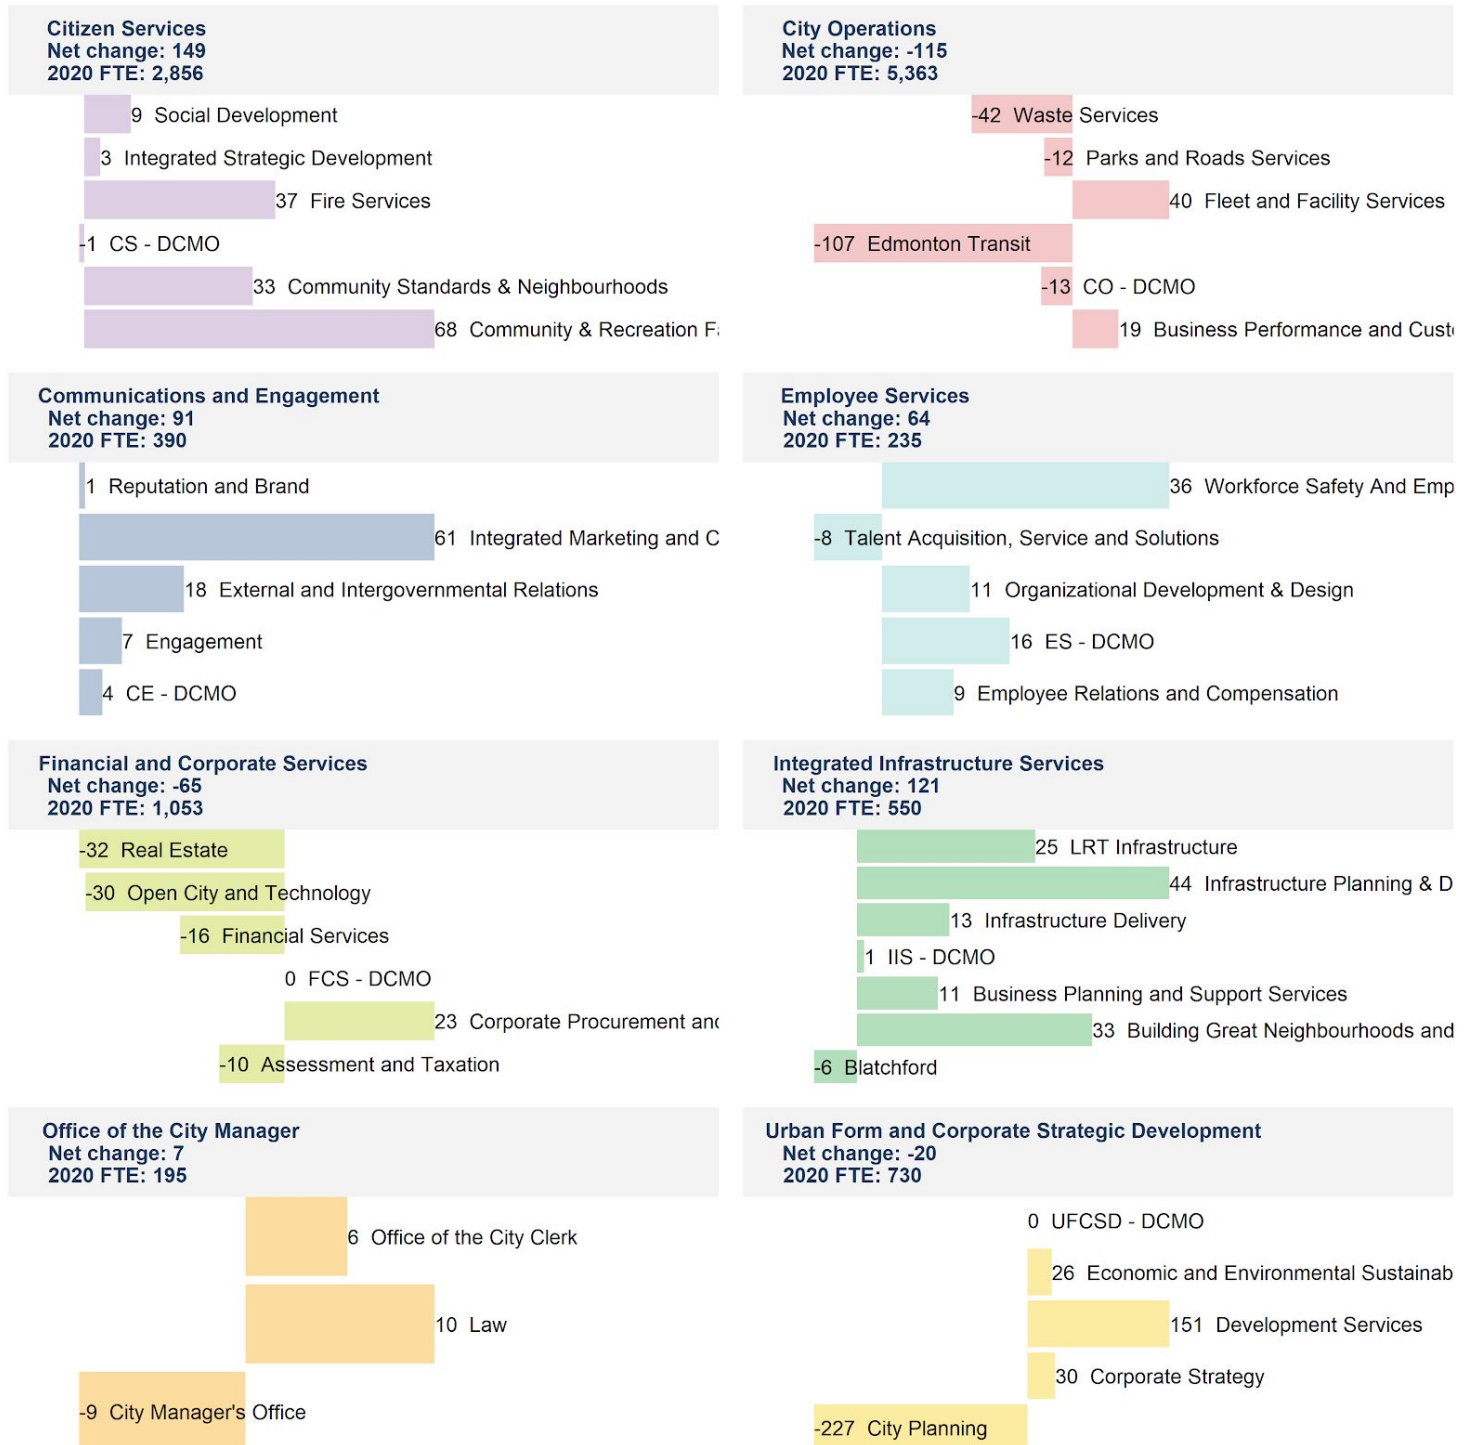 Citizen Services
Net change: 149
2020 FTE: 2,856
9 Social Development
3 Integrated Strategic Development
37 Fire Services
-1 CS - DCMO
33 Community Standards & Neighbourhoods
68 Community & Recreation Fa
City Operations
Net change: -115
2020 FTE: 5,363
-42 Waste Services
-12 Parks and Roads Services
40 Fleet and Facility Services
-107 Edmonton Transit
-13 CO - DCMO
19 Business Performance and Custo
Communications and Engagement
Net change: 91
2020 FTE: 390
1 Reputation and Brand
61 Integrated Marketing and C
18 External and Intergovernmental Relations
7 Engagement
4 CE - DCMO
Employee Services
Net change: 64
2020 FTE: 235
36 Workforce Safety And Emp
-8 Talent Acquisition, Service and Solutions
11 Organizational Development & Design
16 ES - DCMO
9 Employee Relations and Compensation
Financial and Corporate Services
Net change: -65
2020 FTE: 1,053
-32 Real Estate
-30 Open City and Technology
-16 Financial Services
0 FCS - DCMO
23 Corporate Procurement and
-10 Assessment and Taxation
Integrated Infrastructure Services
Net change: 121
2020 FTE: 550
25 LRT Infrastructure
44 Infrastructure Planning & D
13 Infrastructure Delivery
1 IIS - DCMO
11 Business Planning and Support Services
33 Building Great Neighbourhoods and
-6 Blatchford
Office of the City Manager
Net change: 7
2020 FTE: 195
6 Office of the City Clerk
10 Law
-9 City Manager's Office
Urban Form and Corporate Strategic Development
Net change: -20
2020 FTE: 730
0 UFCSD - DCMO
26 Economic and Environmental Sustainab
151 Development Services
30 Corporate Strategy
-227 City Planning